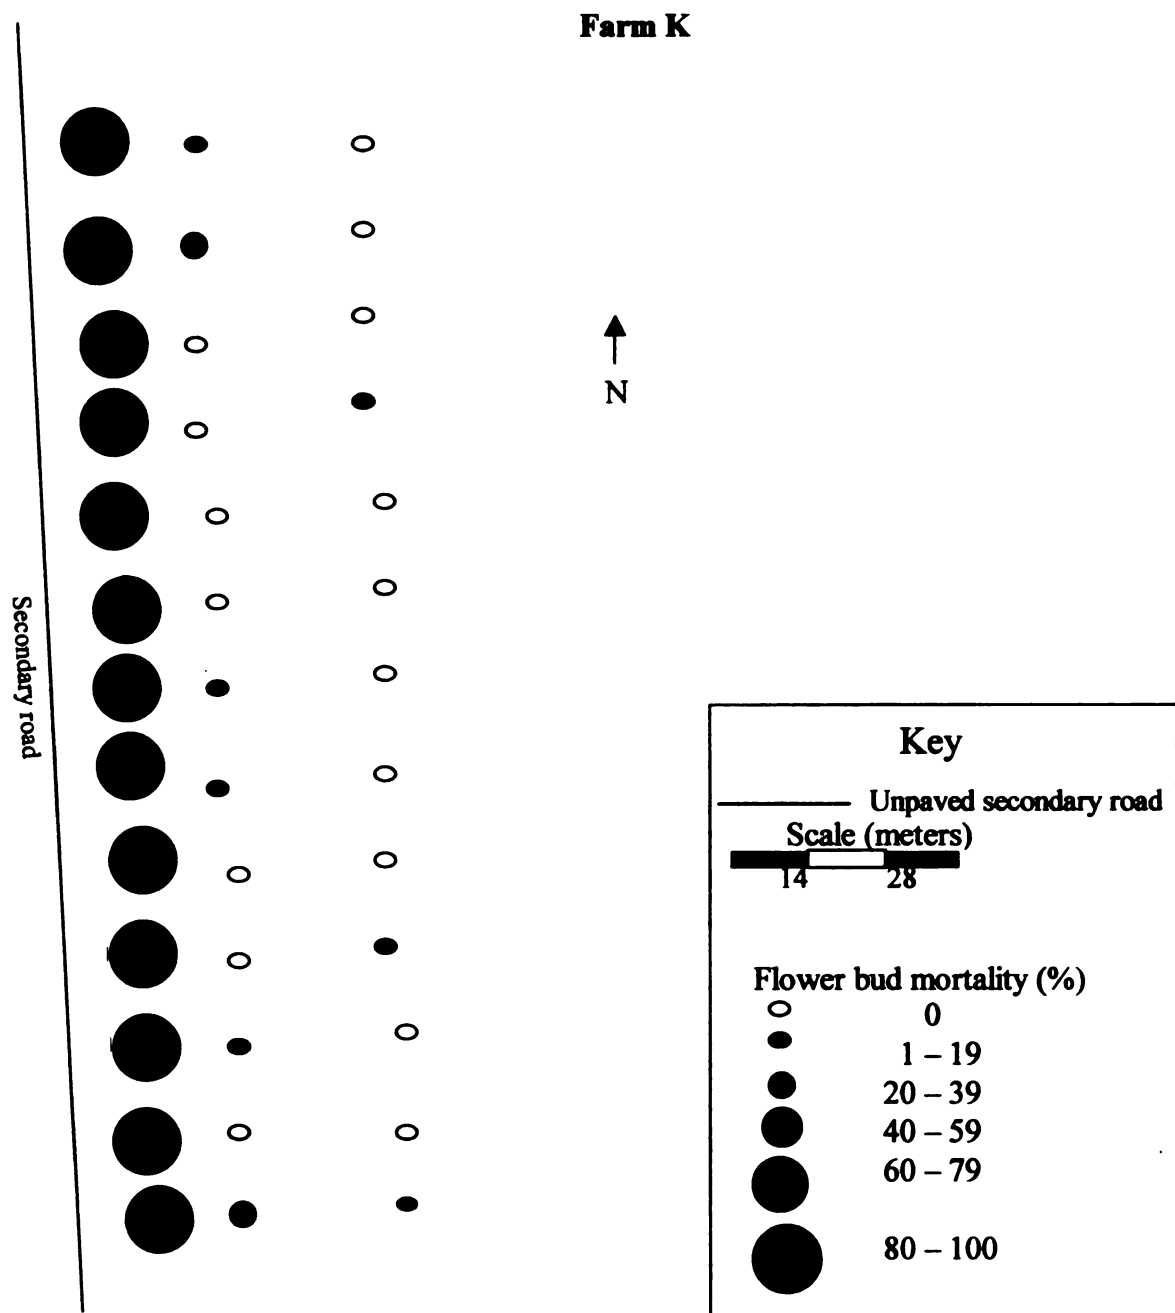 Farm K
N
Secondary road
Key
Unpaved secondary road
Scale (meters)
14 28
Flower bud mortality (%)
0
1 – 19
20 – 39
40 – 59
60 – 79
80 – 100